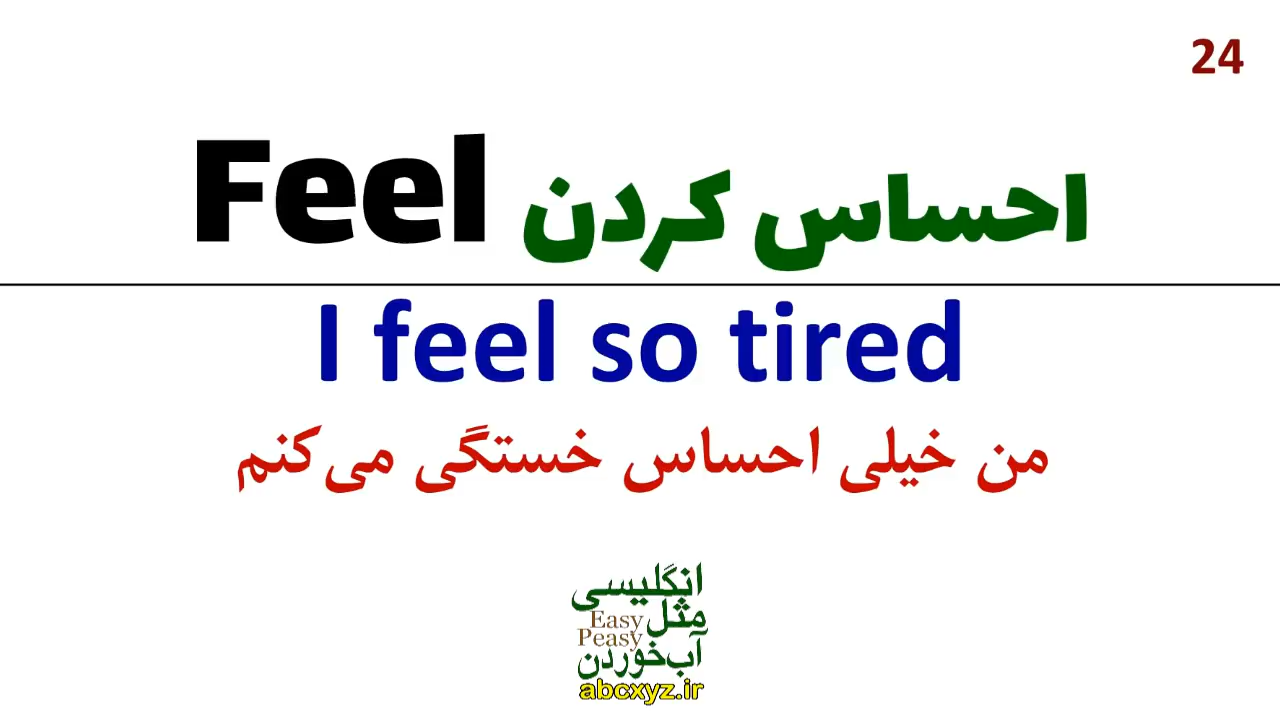 24
Feel احساس کردن
I feel so tired
من خیلی احساس خستگی می‌کنم
انگلیسی
مثل
Easy
Peasy
آب‌خوردن
abcxyz.ir